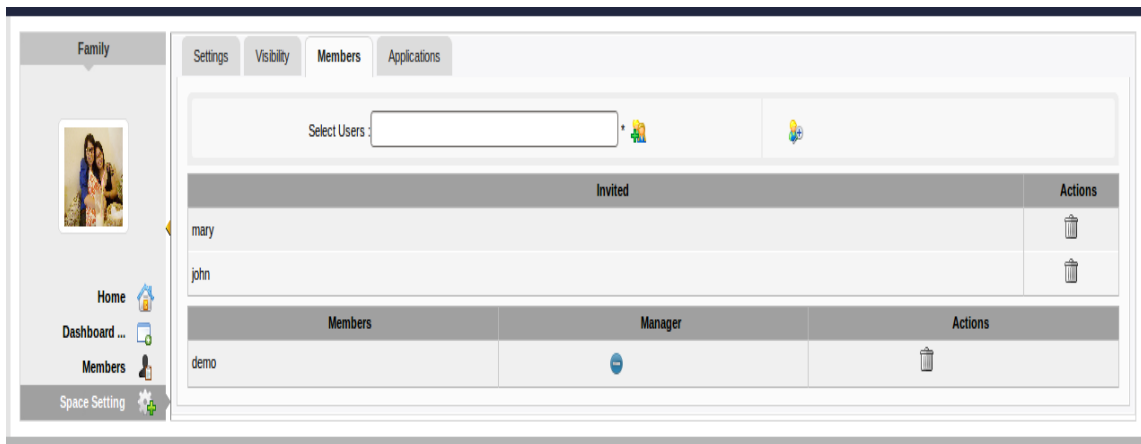 Family
Settings Visibility Members Applications
Select Users : *
Invited Actions
mary
john
Members Manager Actions
demo
Home
Dashboard ...
Members
Space Setting